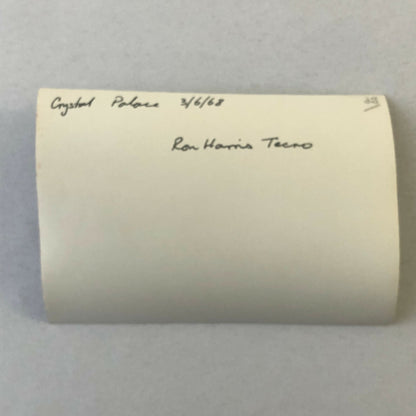 Crystal Palace 3/6/68
Ron Harris Tecno